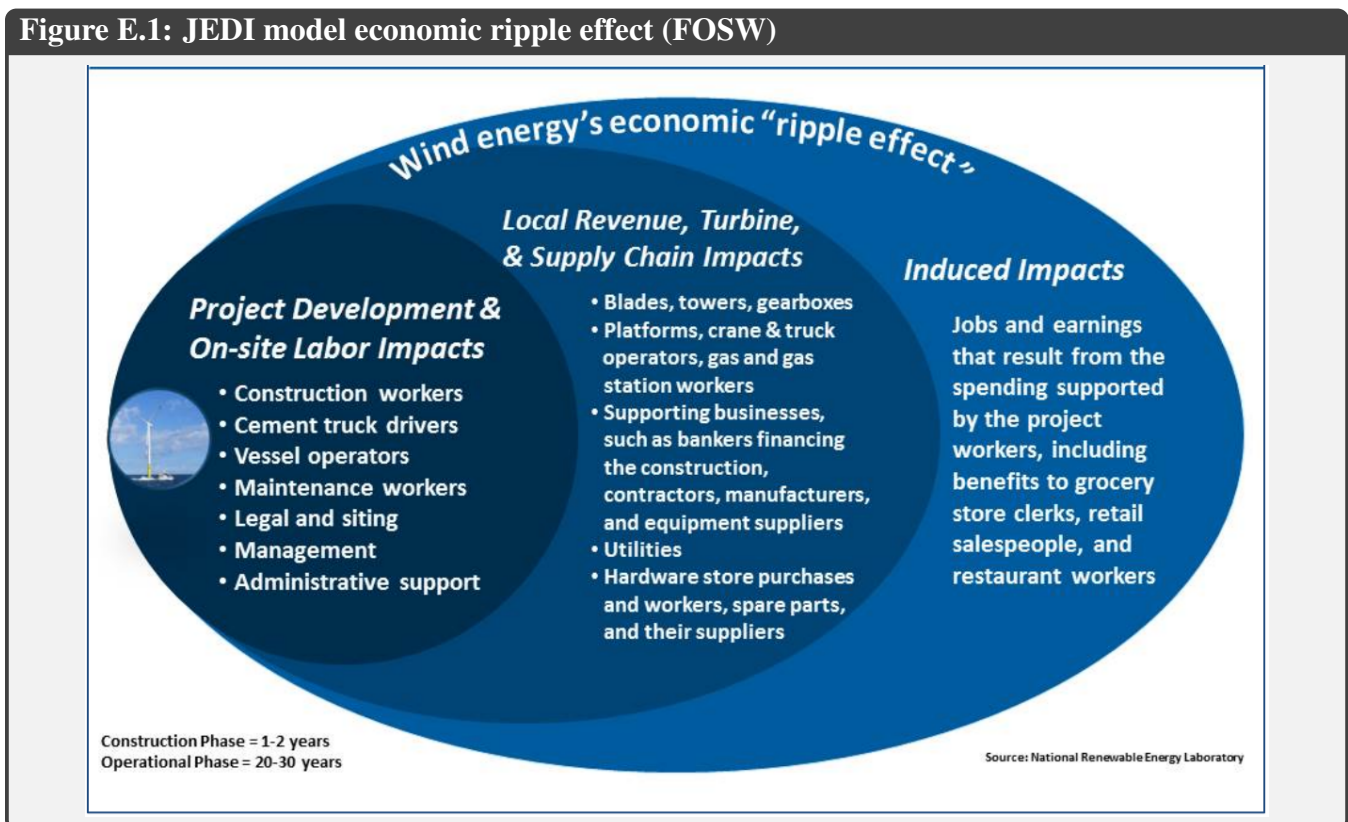 Figure E.1: JEDI model economic ripple effect (FOSW)
Wind energy's economic “ripple effect”
Project Development &
On-site Labor Impacts
• Construction workers
• Cement truck drivers
• Vessel operators
• Maintenance workers
• Legal and siting
• Management
• Administrative support
Local Revenue, Turbine,
& Supply Chain Impacts
• Blades, towers, gearboxes
• Platforms, crane & truck
operators, gas and gas
station workers
• Supporting businesses,
such as bankers financing
the construction,
contractors, manufacturers,
and equipment suppliers
• Utilities
• Hardware store purchases
and workers, spare parts,
and their suppliers
Induced Impacts
Jobs and earnings
that result from the
spending supported
by the project
workers, including
benefits to grocery
store clerks, retail
salespeople, and
restaurant workers
Construction Phase = 1-2 years
Operational Phase = 20-30 years
Source: National Renewable Energy Laboratory